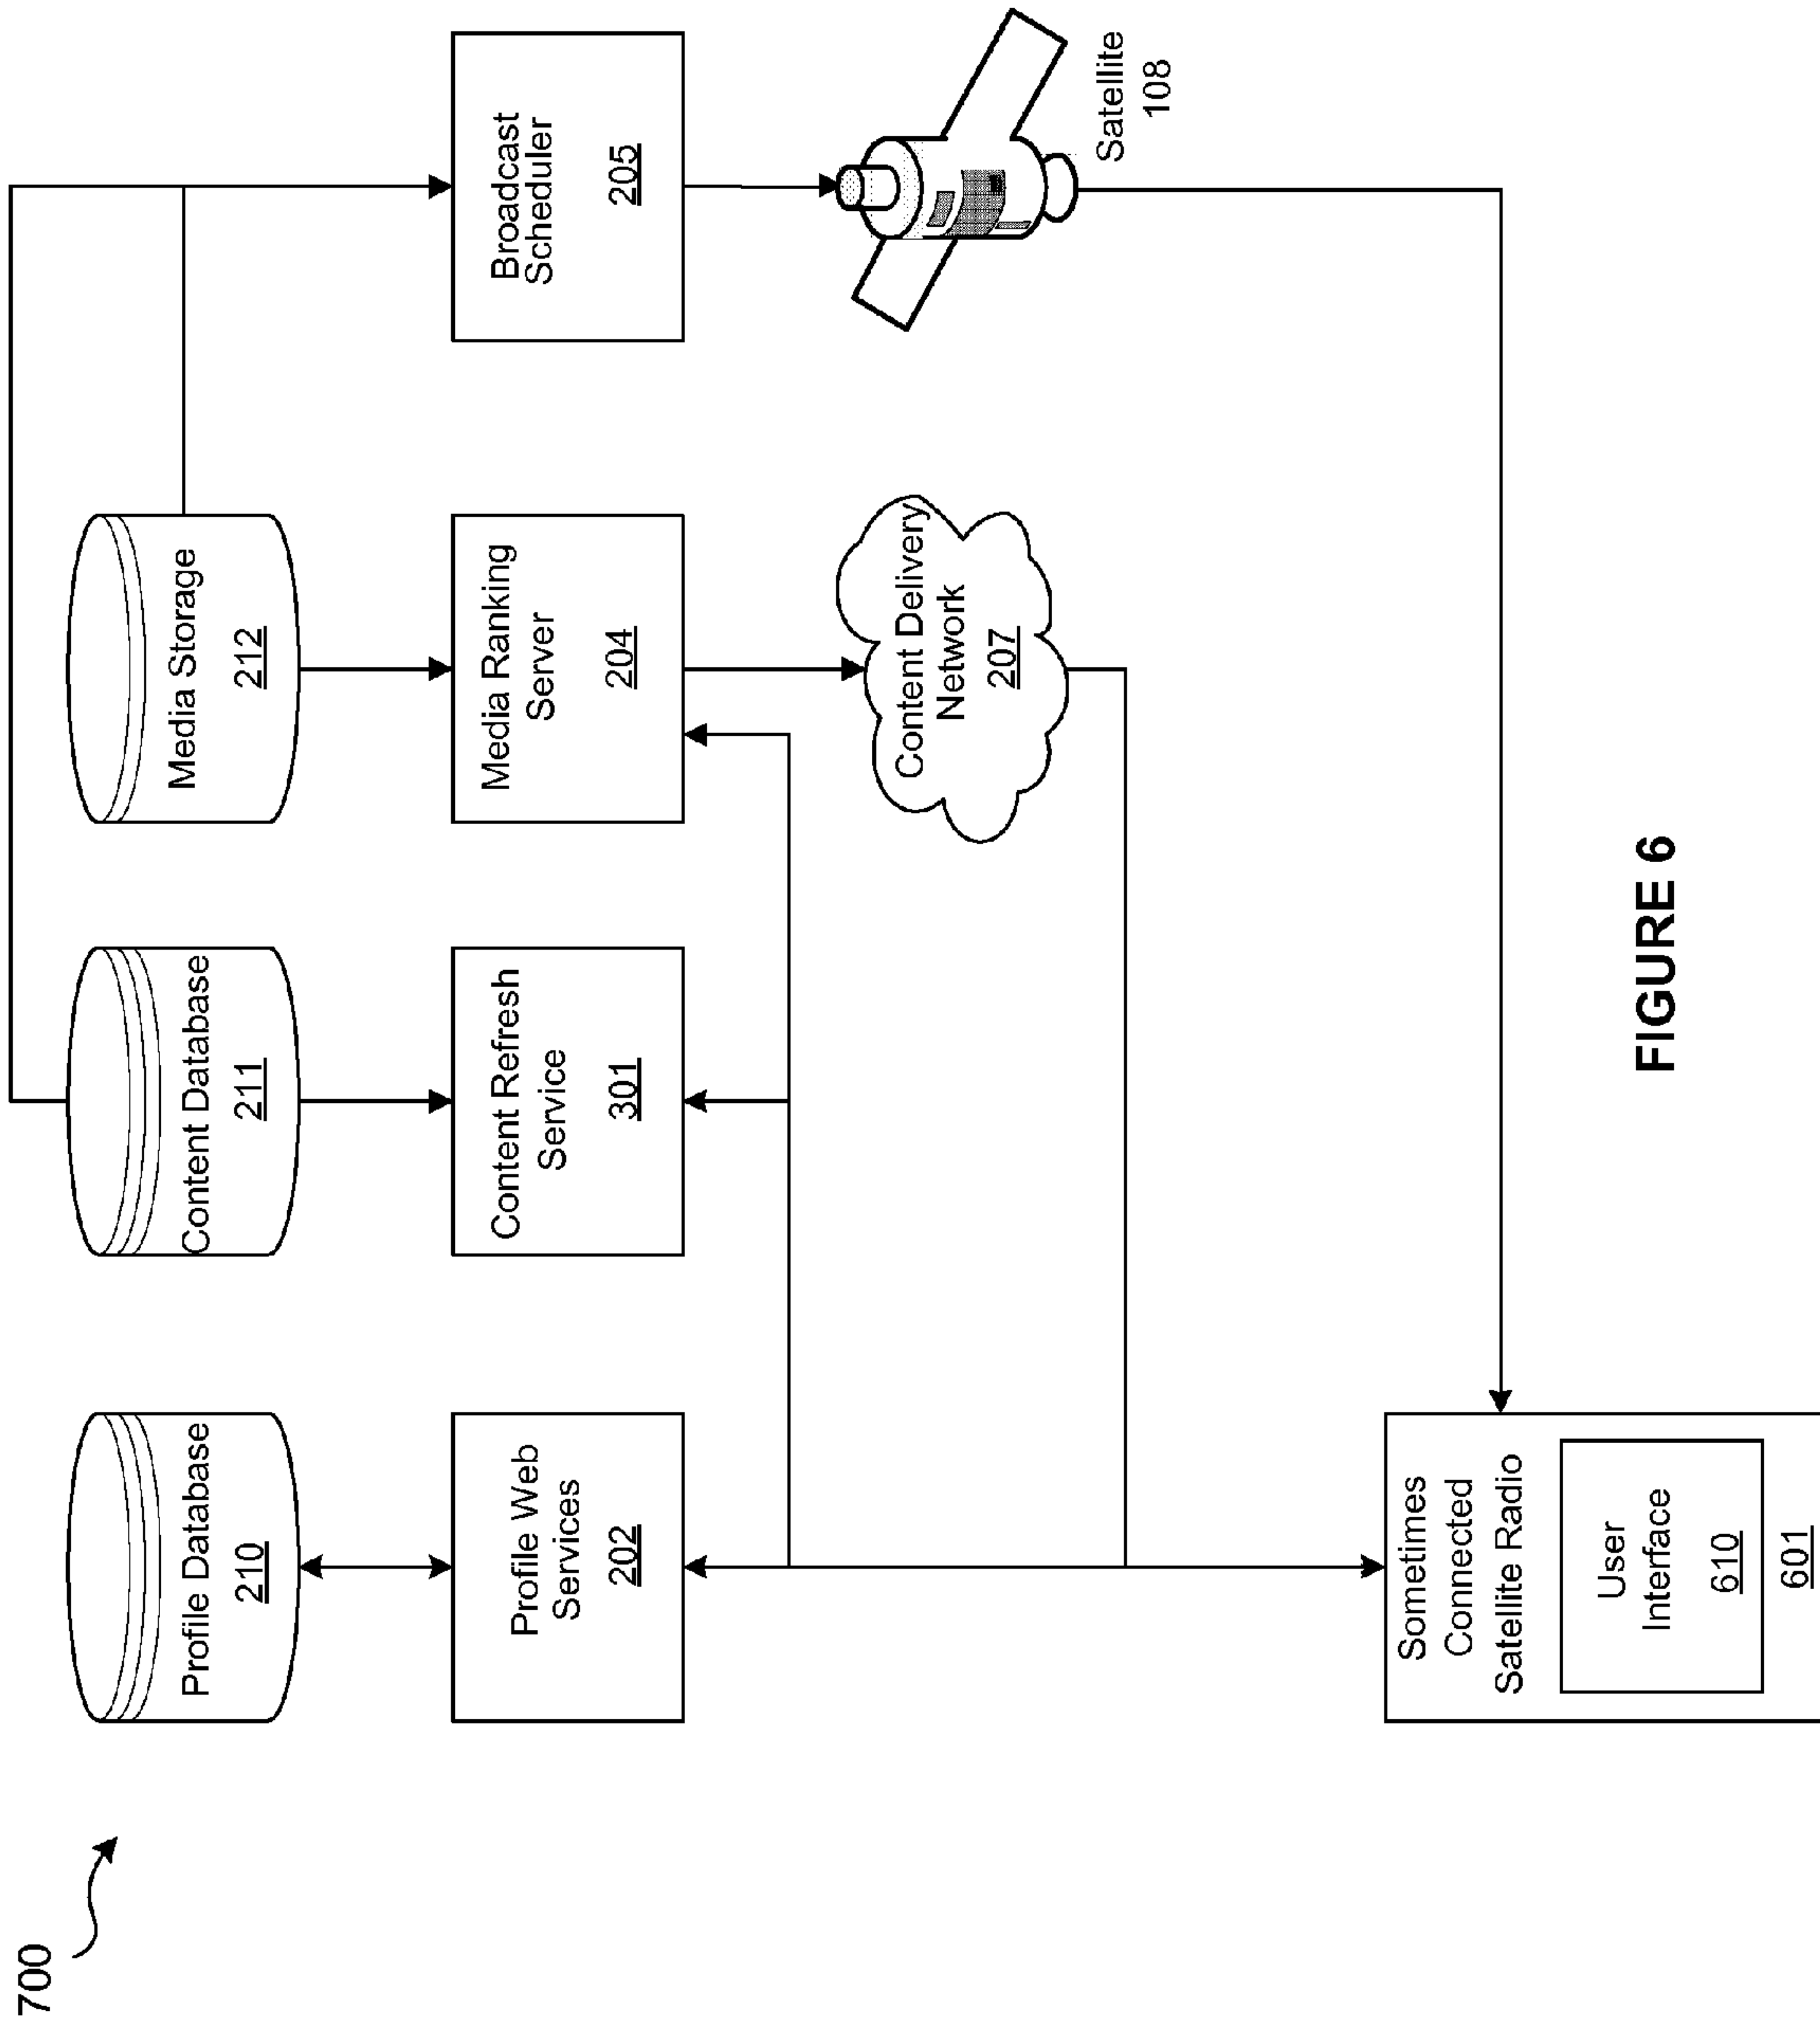 700
Profile Database
210
Content Database
211
Media Storage
212
Profile Web
Services
202
Content Refresh
Service
301
Media Ranking
Server
204
Broadcast
Scheduler
205
Content Delivery
Network
207
Satellite
108
Sometimes
Connected
Satellite Radio
User
Interface
610
601
FIGURE 6